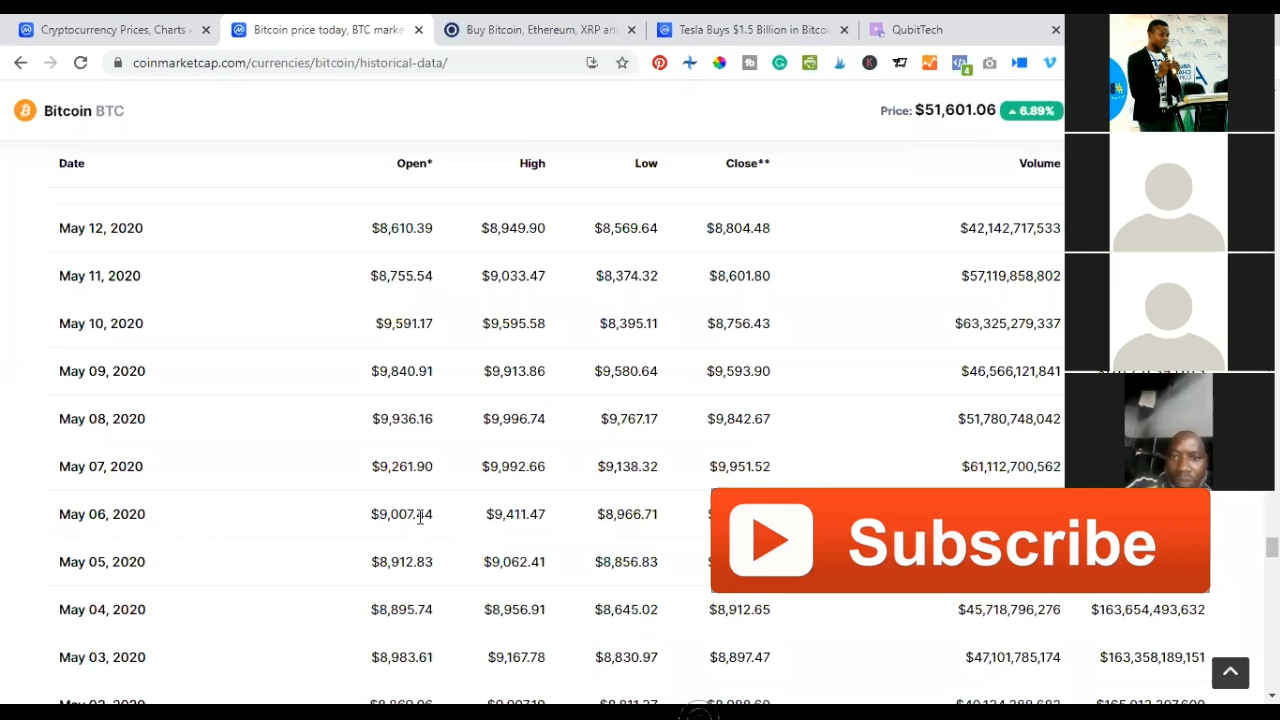 Cryptocurrency Prices, Charts
Bitcoin price today, BTC marke
Buy Bitcoin, Ethereum, XRP an
Tesla Buys $1.5 Billion in Bitco
QubitTech
coinmarketcap.com/currencies/bitcoin/historical-data/
4
Bitcoin BTC
Price: $51,601.06 6.89%
Date Open* High Low Close** Volume
May 12, 2020 $8,610.39 $8,949.90 $8,569.64 $8,804.48 $42,142,717,533
May 11, 2020 $8,755.54 $9,033.47 $8,374.32 $8,601.80 $57,119,858,802
May 10, 2020 $9,591.17 $9,595.58 $8,395.11 $8,756.43 $63,325,279,337
May 09, 2020 $9,840.91 $9,913.86 $9,580.64 $9,593.90 $46,566,121,841
May 08, 2020 $9,936.16 $9,996.74 $9,767.17 $9,842.67 $51,780,748,042
May 07, 2020 $9,261.90 $9,992.66 $9,138.32 $9,951.52 $61,112,700,562
May 06, 2020 $9,411.47 $8,966.71
Subscribe
May 05, 2020 $8,912.83 $9,062.41 $8,856.83
May 04, 2020 $8,895.74 $8,956.91 $8,645.02 $8,912.65 $45,718,796,276 $163,654,493,632
May 03, 2020 $8,983.61 $9,167.78 $8,830.97 $8,897.47 $47,101,785,174 $163,358,189,151